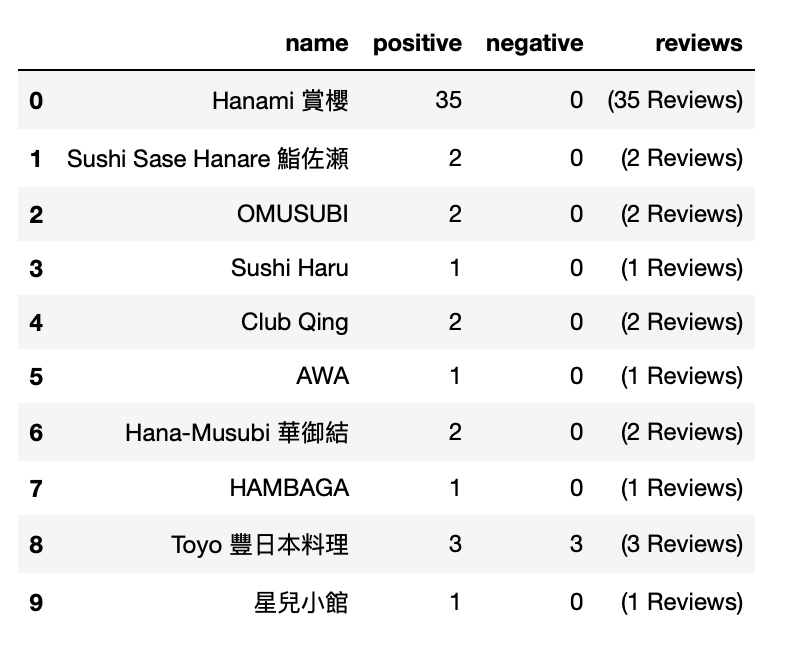 name positive negative reviews
0 Hanami 賞櫻 35 0 (35 Reviews)
1 Sushi Sase Hanare 鮨佐瀬 2 0 (2 Reviews)
2 OMUSUBI 2 0 (2 Reviews)
3 Sushi Haru 1 0 (1 Reviews)
4 Club Qing 2 0 (2 Reviews)
5 AWA 1 0 (1 Reviews)
6 Hana-Musubi 華御結 2 0 (2 Reviews)
7 HAMBAGA 1 0 (1 Reviews)
8 Toyo 豐日本料理 3 3 (3 Reviews)
9 星兒小館 1 0 (1 Reviews)